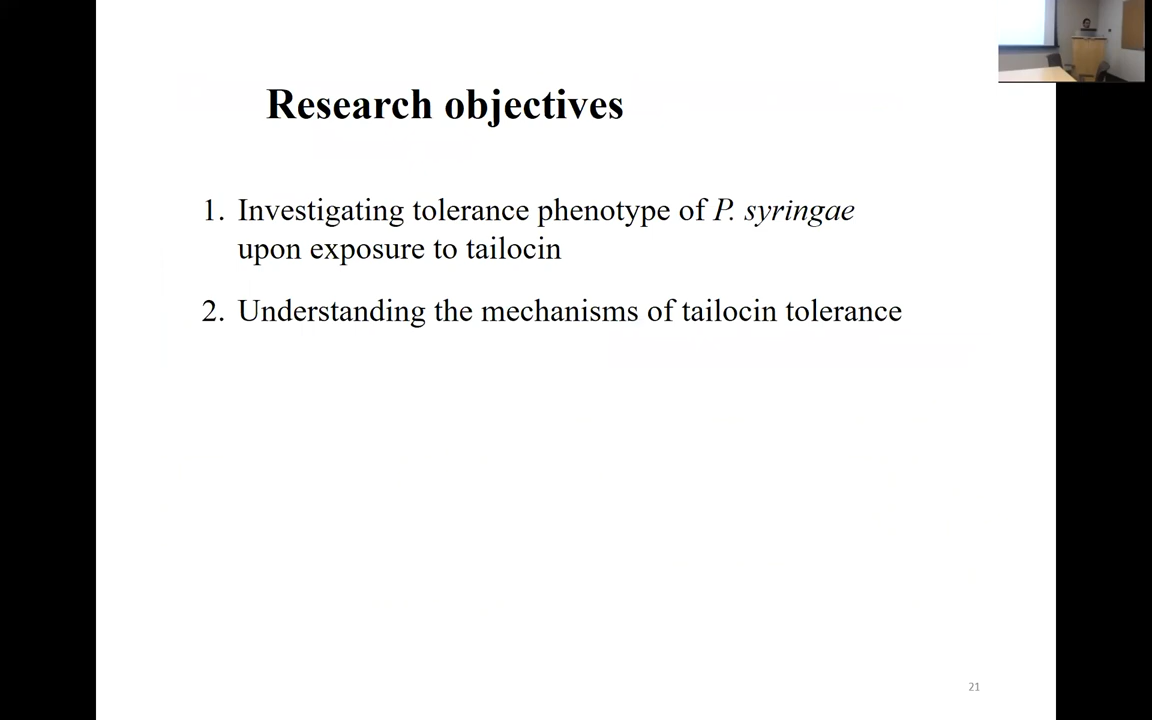 Research objectives
1. Investigating tolerance phenotype of P. syringae
upon exposure to tailocin
2. Understanding the mechanisms of tailocin tolerance
21